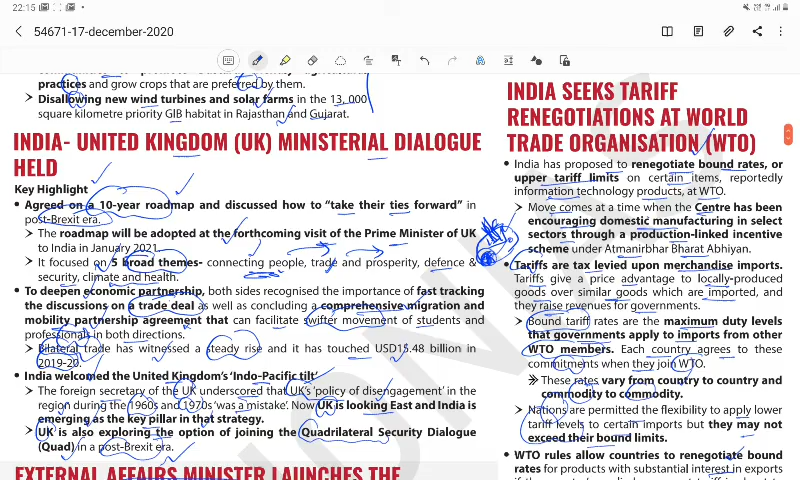 22:15
54671-17-december-2020
practices and grow crops that are preferred by them.
Disallowing new wind turbines and solar farms in the 13, 000
square kilometre priority GIB habitat in Rajasthan and Gujarat.
INDIA- UNITED KINGDOM (UK) MINISTERIAL DIALOGUE
HELD
Key Highlight
Agreed on a 10-year roadmap and discussed how to “take their ties forward” in
post-Brexit era.
The roadmap will be adopted at the forthcoming visit of the Prime Minister of UK
to India in January 2021.
It focused on 5 broad themes- connecting people, trade and prosperity, defence &
security, climate and health.
To deepen economic partnership, both sides recognised the importance of fast tracking
the discussions on a trade deal as well as concluding a comprehensive migration and
mobility partnership agreement that can facilitate swifter movement of students and
professionals in both directions.
Bilateral trade has witnessed a steady rise and it has touched USD15.48 billion in
2019-20.
India welcomed the United Kingdom's ‘Indo-Pacific tilt’
The foreign secretary of the UK underscored that UK's ‘policy of disengagement’ in the
region during the 1960s and 1970s ‘was a mistake’. Now UK is looking East and India is
emerging as the key pillar in that strategy.
UK is also exploring the option of joining the Quadrilateral Security Dialogue
(Quad) in a post-Brexit era.
EXTERNAL AFFAIRS MINISTER LAUNCHES THE
INDIA SEEKS TARIFF
RENEGOTIATIONS AT WORLD
TRADE ORGANISATION (WTO)
India has proposed to renegotiate bound rates, or
upper tariff limits on certain items, reportedly
information technology products, at WTO.
Move comes at a time when the Centre has been
encouraging domestic manufacturing in select
sectors through a production-linked incentive
scheme under Atmanirbhar Bharat Abhiyan.
Tariffs are tax levied upon merchandise imports.
Tariffs give a price advantage to locally-produced
goods over similar goods which are imported, and
they raise revenues for governments.
Bound tariff rates are the maximum duty levels
that governments apply to imports from other
WTO members. Each country agrees to these
commitments when they join WTO.
These rates vary from country to country and
commodity to commodity.
Nations are permitted the flexibility to apply lower
tariff levels to certain imports but they may not
exceed their bound limits.
WTO rules allow countries to renegotiate bound
rates for products with substantial interest in exports